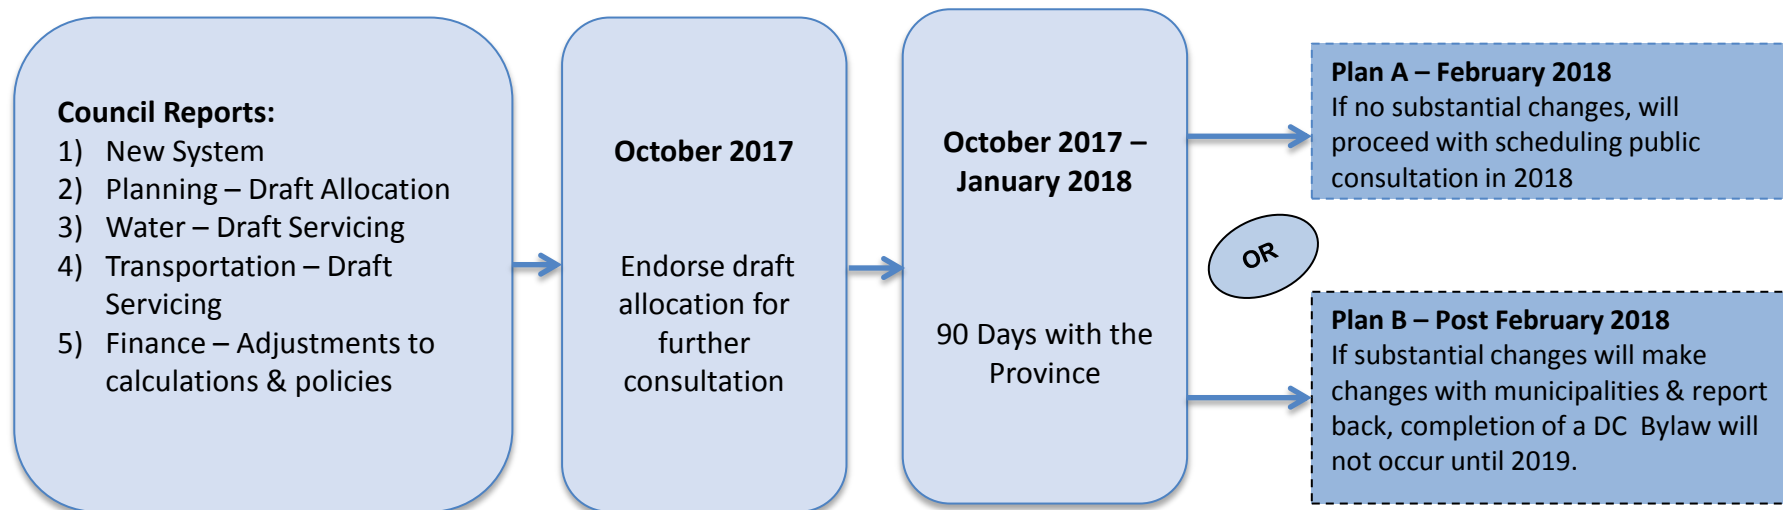 Council Reports:
1) New System
2) Planning – Draft Allocation
3) Water – Draft Servicing
4) Transportation – Draft
Servicing
5) Finance – Adjustments to
calculations & policies
October 2017
Endorse draft
allocation for
further
consultation
October 2017 –
January 2018
90 Days with the
Province
Plan A – February 2018
If no substantial changes, will
proceed with scheduling public
consultation in 2018
OR
Plan B – Post February 2018
If substantial changes will make
changes with municipalities & report
back, completion of a DC Bylaw will
not occur until 2019.